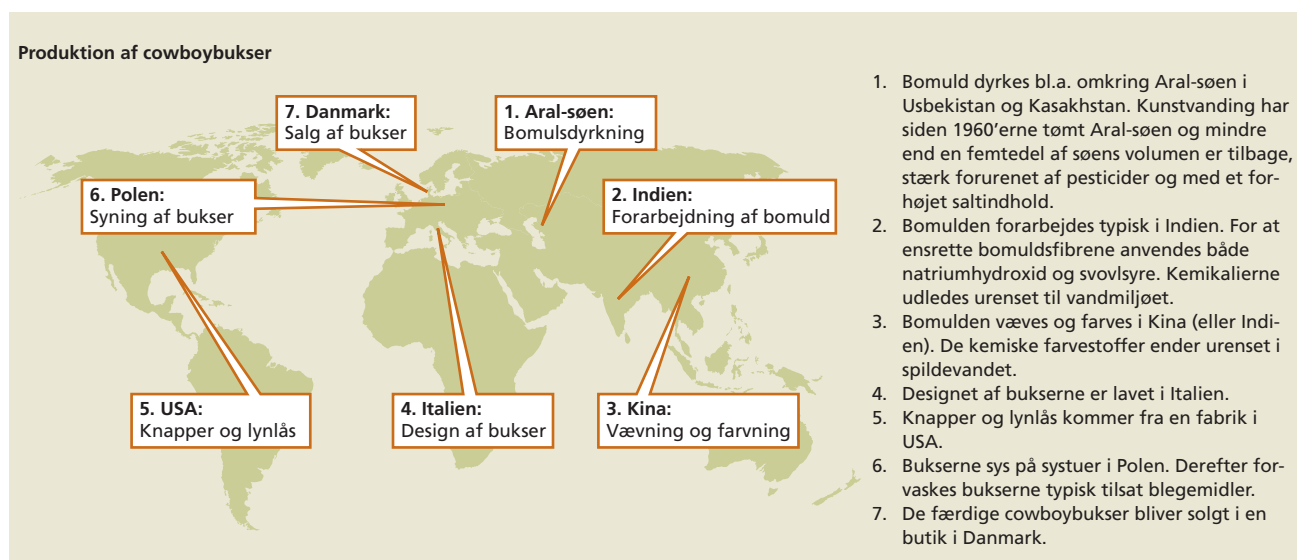 Produktion af cowboybukser
7. Danmark:
Salg af bukser
1. Aral-søen:
Bomulsdyrkning
6. Polen:
Syning af bukser
2. Indien:
Forarbejdning af bomuld
5. USA:
Knapper og lynlås
4. Italien:
Design af bukser
3. Kina:
Vævning og farvning
1. Bomuld dyrkes bl.a. omkring Aral-søen i
Usbekistan og Kasakhstan. Kunstvanding har
siden 1960’erne tømt Aral-søen og mindre
end en femtedel af søens volumen er tilbage,
stærk forurenet af pesticider og med et for-
højet saltindhold.
2. Bomulden forarbejdes typisk i Indien. For at
ensrette bomuldsfibrene anvendes både
natriumhydroxid og svovlsyre. Kemikalierne
udledes urenset til vandmiljøet.
3. Bomulden væves og farves i Kina (eller Indi-
en). De kemiske farvestoffer ender urenset i
spildevandet.
4. Designet af bukserne er lavet i Italien.
5. Knapper og lynlås kommer fra en fabrik i
USA.
6. Bukserne sys på systuer i Polen. Derefter for-
vaskes bukserne typisk tilsat blegemidler.
7. De færdige cowboybukser bliver solgt i en
butik i Danmark.